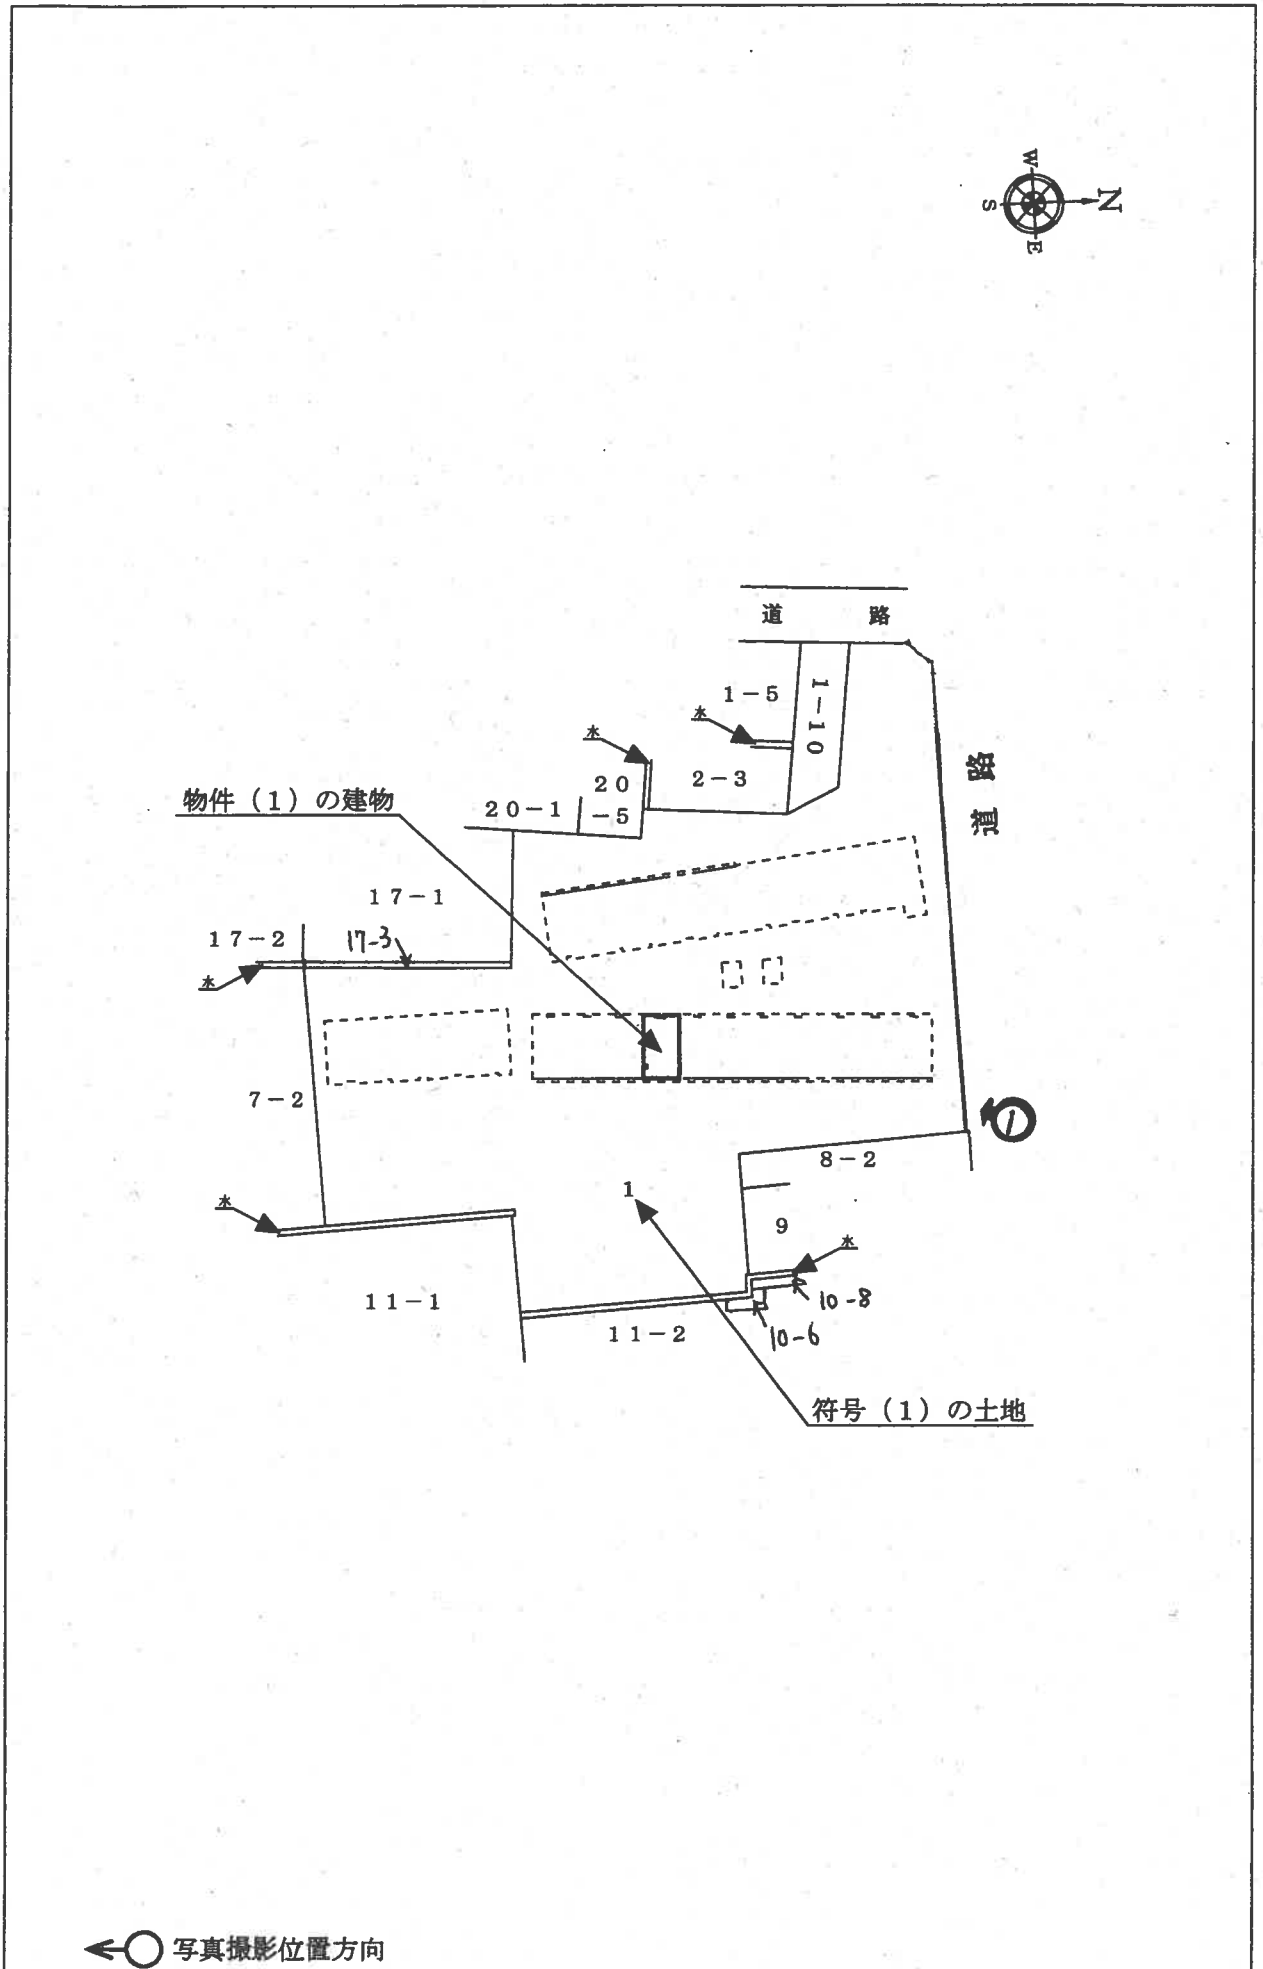 W
S N
E
道 路
1-5
1-10
水
水
2-3
20
-5
20-1
道路
物件（1）の建物
17-1
17-2
17-3
水
7-2
1
8-2
1
9
水
水
10-8
11-1
11-2
10-6
符号（1）の土地
写真撮影位置方向